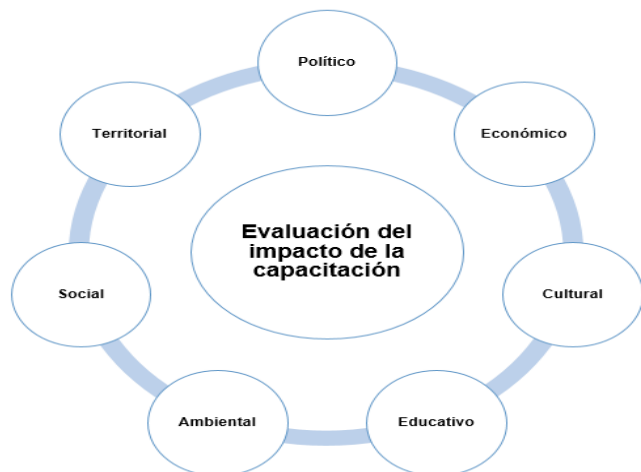 Político
Territorial
Económico
Evaluación del
impacto de la
capacitación
Social
Cultural
Ambiental
Educativo